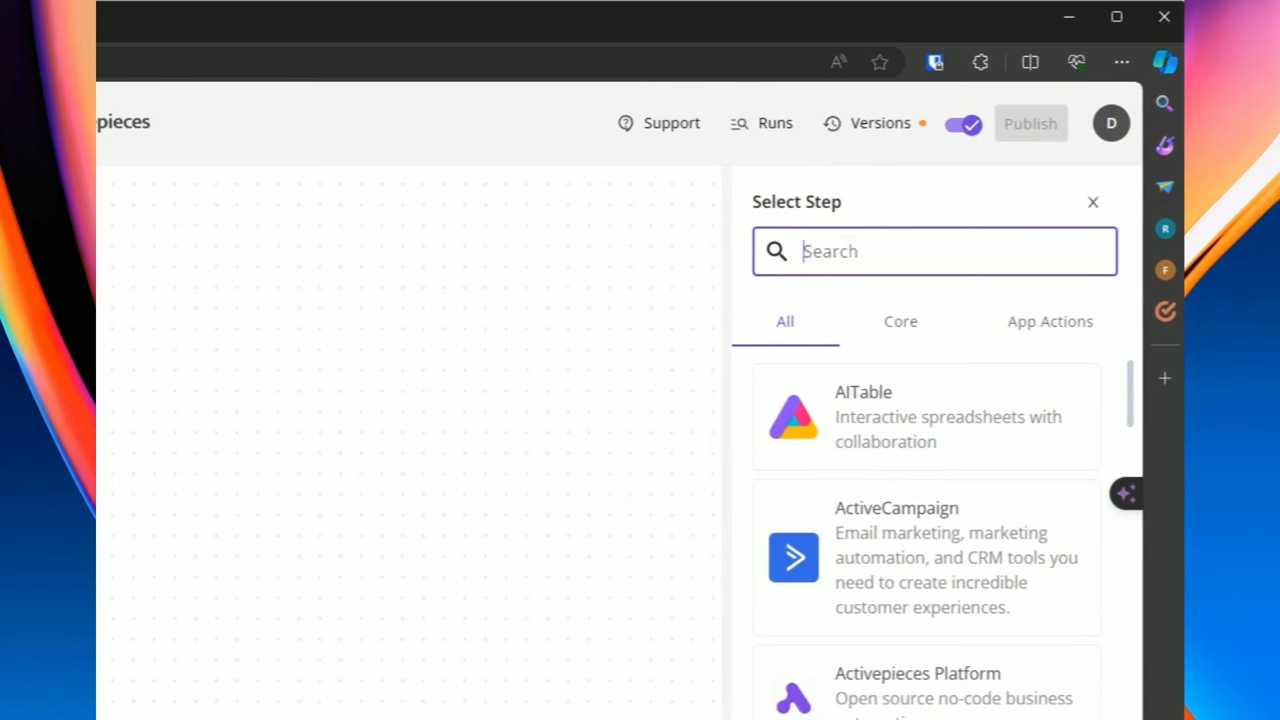 pieces
Support
Runs
Versions
Publish
D
Select Step
Search
All
Core
App Actions
AITable
Interactive spreadsheets with
collaboration
ActiveCampaign
Email marketing, marketing
automation, and CRM tools you
need to create incredible
customer experiences.
Activepieces Platform
Open source no-code business
R
F